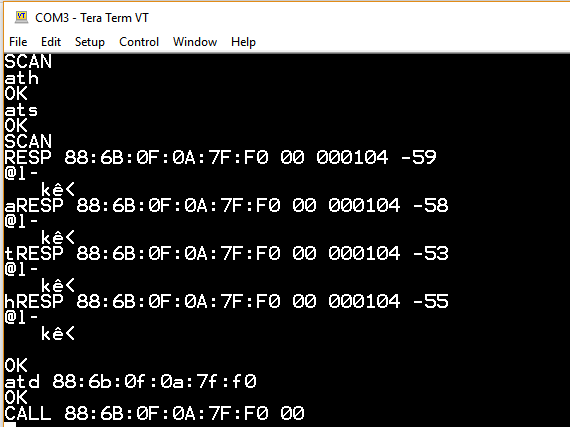 COM3 - Tera Term VT
File Edit Setup Control Window Help
SCAN
ath
OK
ats
OK
SCAN
RESP 88:6B:0F:0A:7F:F0 00 000104 -59
@l-
kê<
aRESP 88:6B:0F:0A:7F:F0 00 000104 -58
@l-
kê<
tRESP 88:6B:0F:0A:7F:F0 00 000104 -53
@l-
kê<
hRESP 88:6B:0F:0A:7F:F0 00 000104 -55
@l-
kê<
OK
atd 88:6b:0f:0a:7f:f0
OK
CALL 88:6B:0F:0A:7F:F0 00